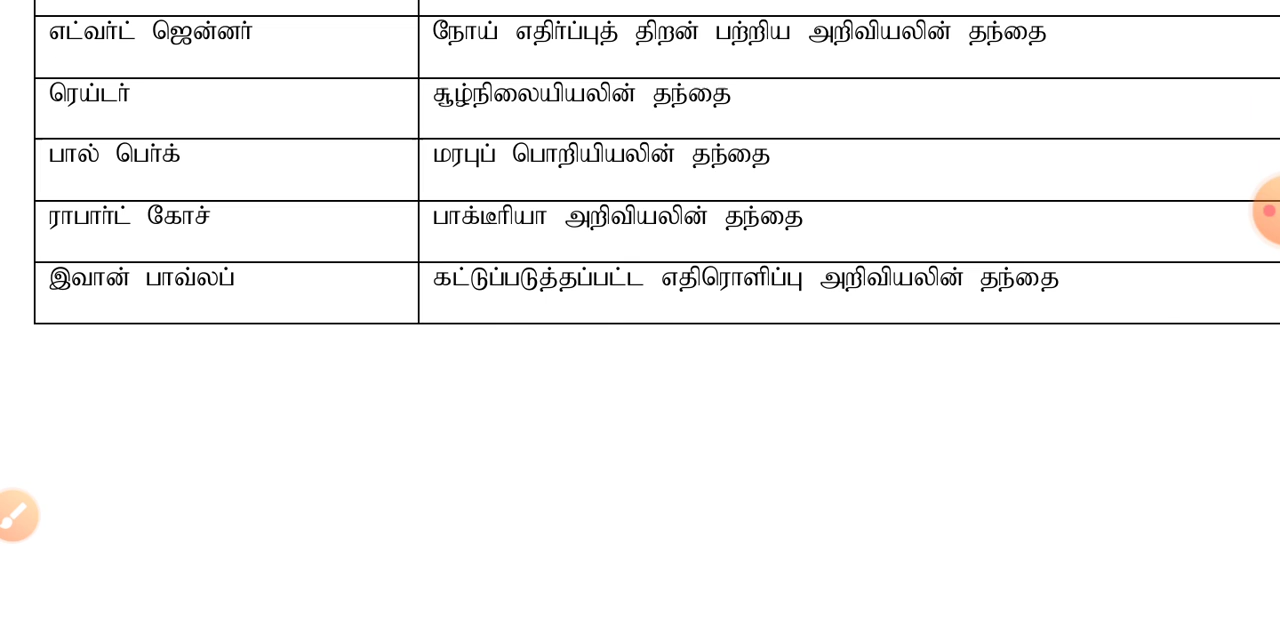 எட்வர்ட் ஜென்னர் நோய் எதிர்ப்புத் திறன் பற்றிய அறிவியலின் தந்தை
ரெய்டர் சூழ்நிலையியலின் தந்தை
பால் பெர்க் மரபுப் பொறியியலின் தந்தை
ராபார்ட் கோச் பாக்டீரியா அறிவியலின் தந்தை
இவான் பாவ்லப் கட்டுப்படுத்தப்பட்ட எதிரொளிப்பு அறிவியலின் தந்தை